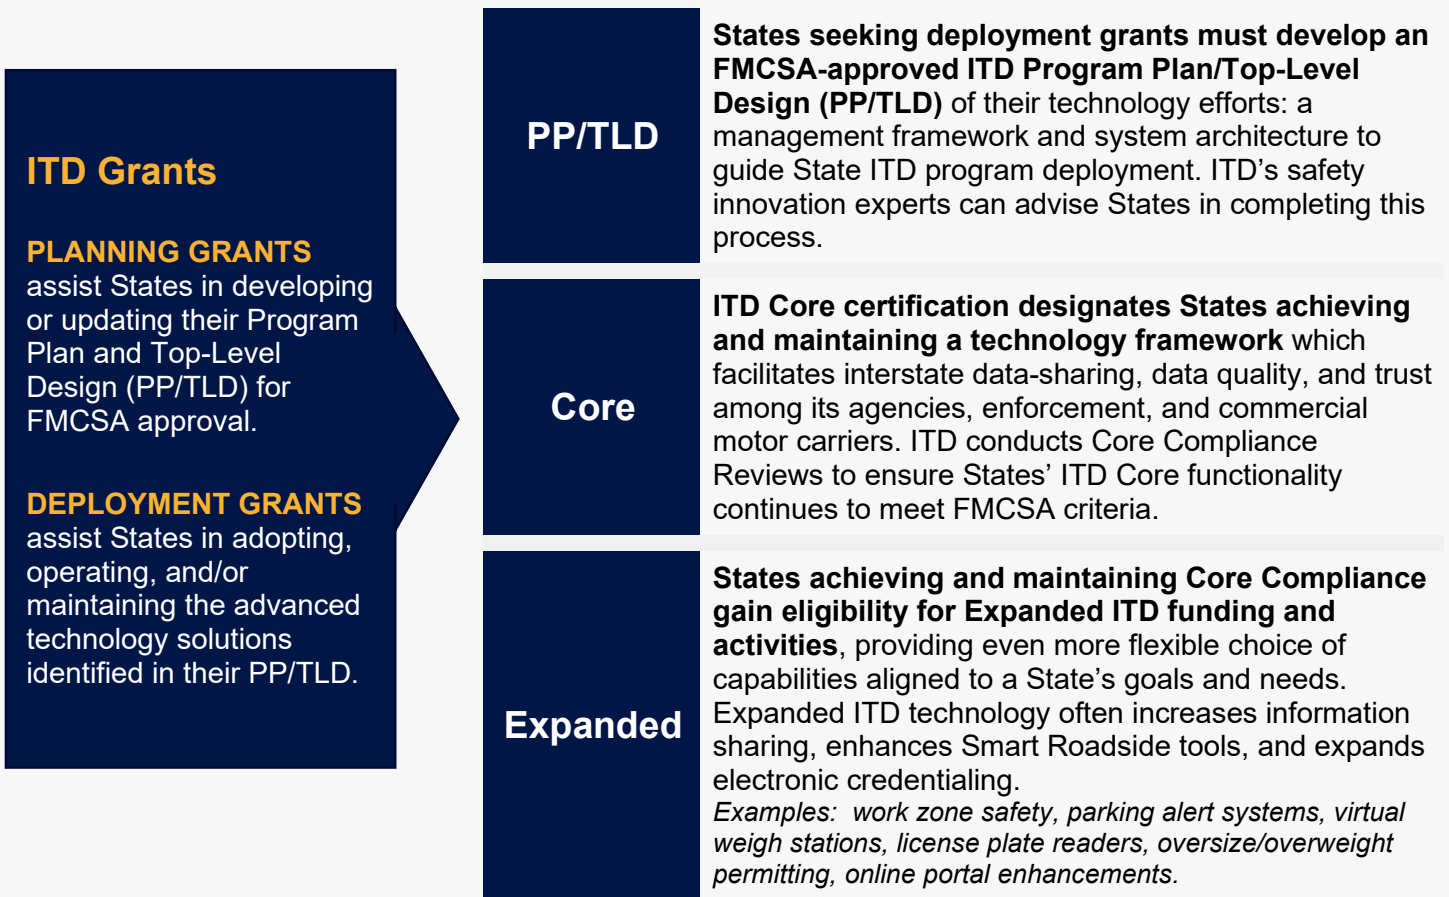 ITD Grants
PLANNING GRANTS
assist States in developing
or updating their Program
Plan and Top-Level
Design (PP/TLD) for
FMCSA approval.
DEPLOYMENT GRANTS
assist States in adopting,
operating, and/or
maintaining the advanced
technology solutions
identified in their PP/TLD.
PP/TLD
States seeking deployment grants must develop an
FMCSA-approved ITD Program Plan/Top-Level
Design (PP/TLD) of their technology efforts: a
management framework and system architecture to
guide State ITD program deployment. ITD’s safety
innovation experts can advise States in completing this
process.
Core
ITD Core certification designates States achieving
and maintaining a technology framework which
facilitates interstate data-sharing, data quality, and trust
among its agencies, enforcement, and commercial
motor carriers. ITD conducts Core Compliance
Reviews to ensure States’ ITD Core functionality
continues to meet FMCSA criteria.
Expanded
States achieving and maintaining Core Compliance
gain eligibility for Expanded ITD funding and
activities, providing even more flexible choice of
capabilities aligned to a State’s goals and needs.
Expanded ITD technology often increases information
sharing, enhances Smart Roadside tools, and expands
electronic credentialing.
Examples:  work zone safety, parking alert systems, virtual
weigh stations, license plate readers, oversize/overweight
permitting, online portal enhancements.